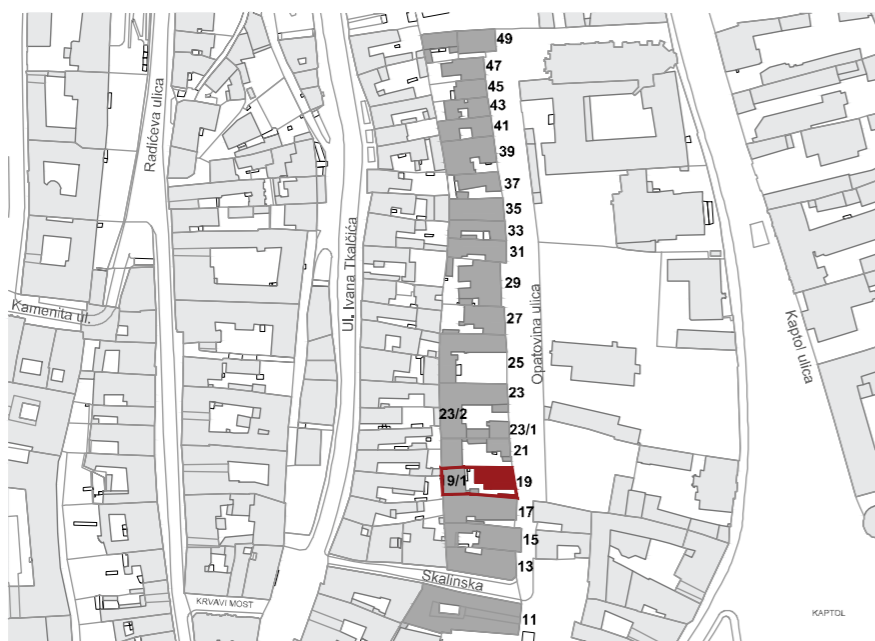 49
47
45
43
41
39
37
35
33
31
29
27
25
23
23/2
23/1
21
9/1
19
17
15
13
11
Radićeva ulica
Kamenita ul.
Ul. Ivana Tkalčića
Opatovina ulica
Kaptol ulica
Skalinska
KRVAVI MOST
KAPTOL